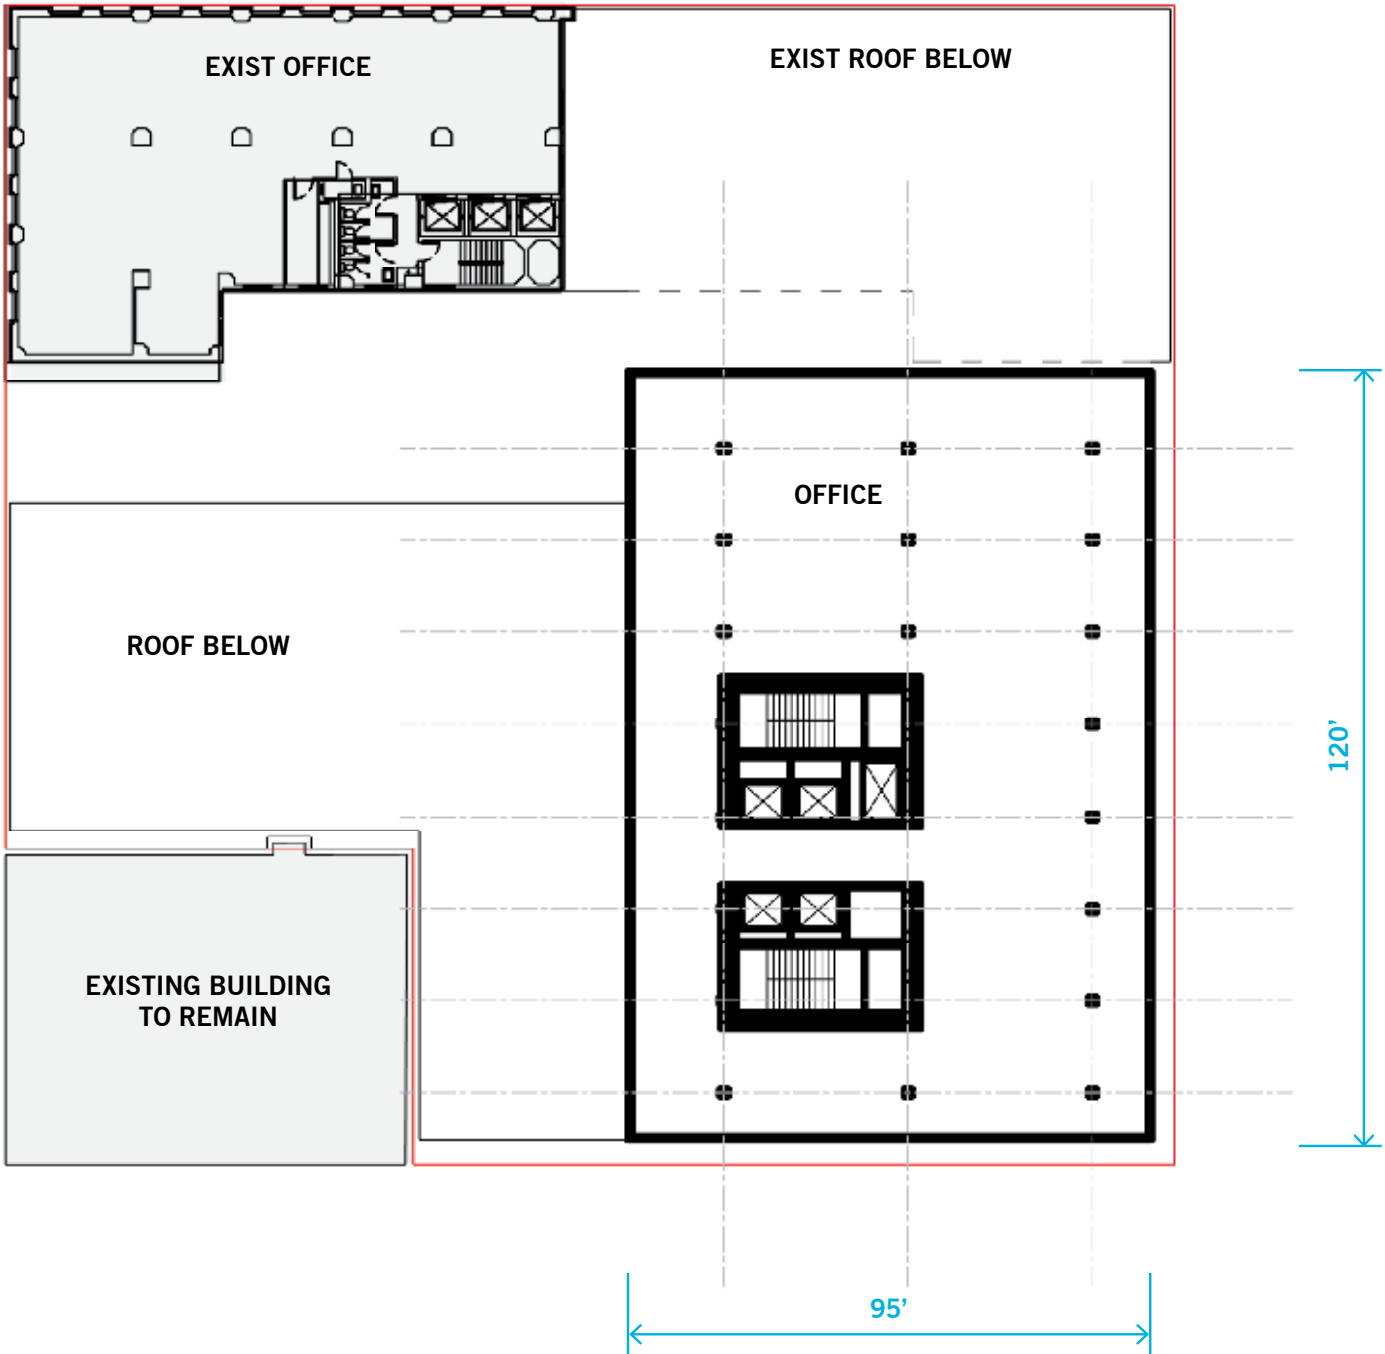 EXIST OFFICE
EXIST ROOF BELOW
OFFICE
ROOF BELOW
120’
EXISTING BUILDING
TO REMAIN
95’